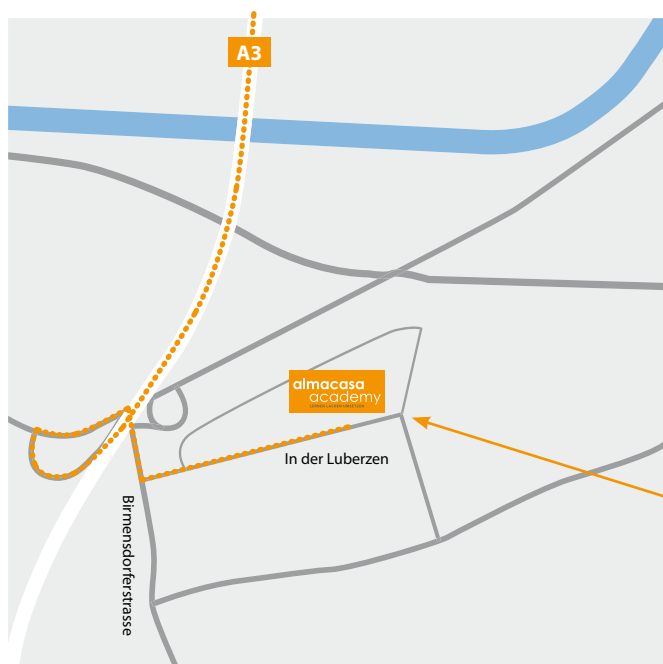 A3
almacasa
academy
In der Luberzen
Birmensdorferstrasse